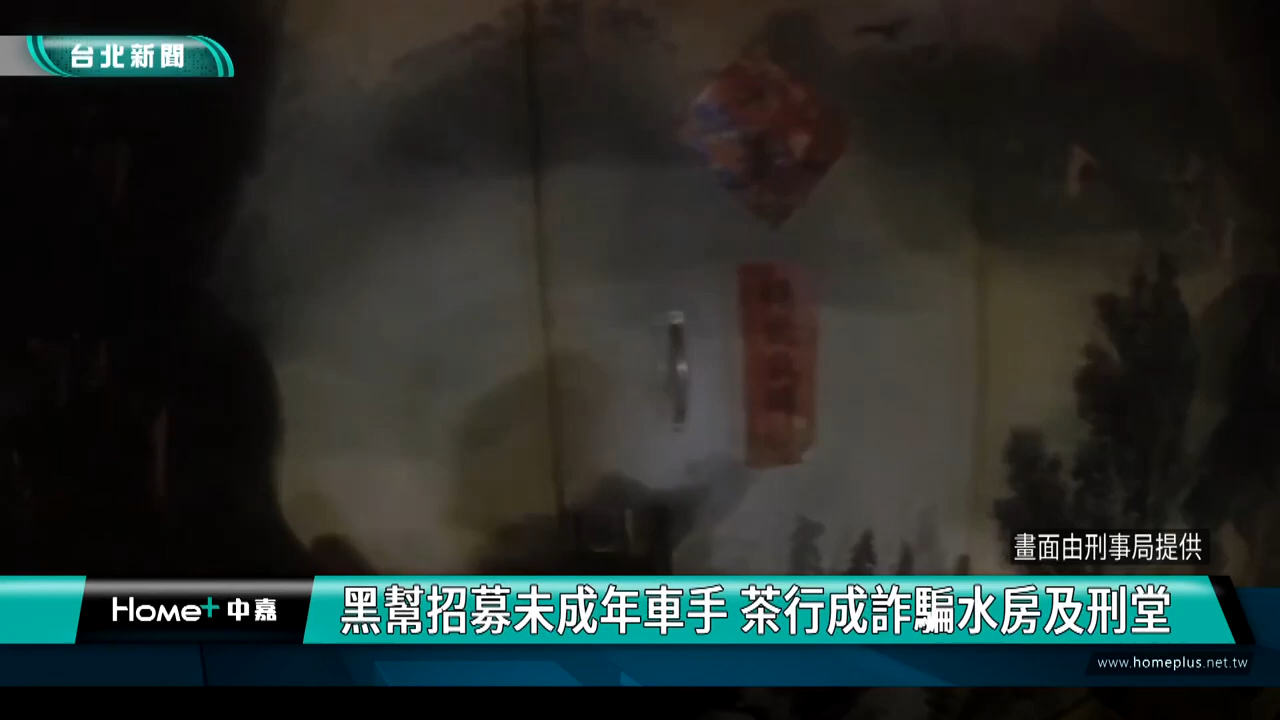 台北新聞
畫面由刑事局提供
Home+中嘉
黑幫招募未成年車手 茶行成詐騙水房及刑堂
www.homeplus.net.tw